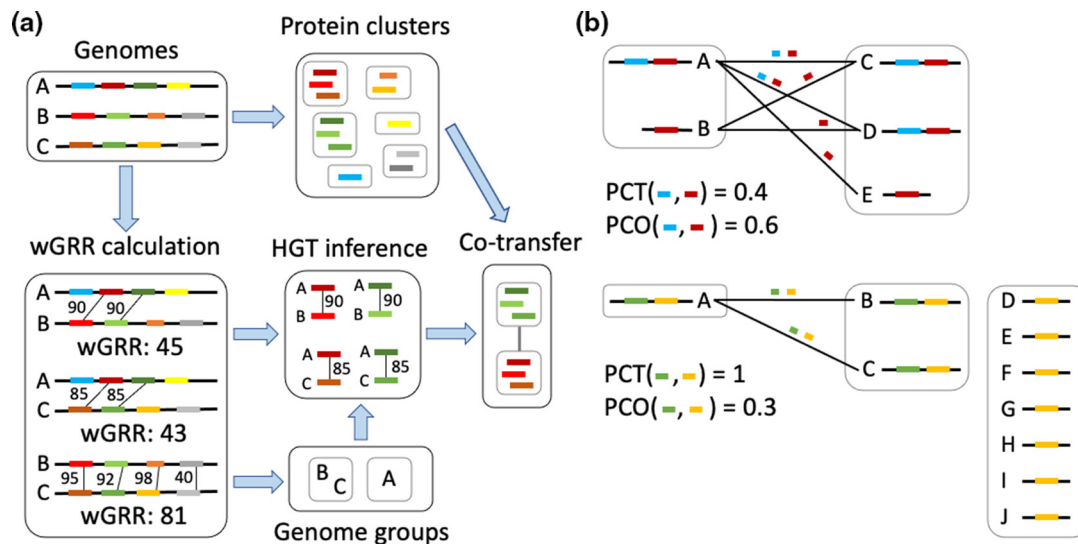 (a)
Genomes
A
B
C
Protein clusters
wGRR calculation
A
90 90
B
wGRR: 45
A
85 85
C
wGRR: 43
B
95 92 98 40
C
wGRR: 81
HGT inference
A 90 B
A 90 B
A 85 C
A 85 C
Co-transfer
B C A
Genome groups
(b)
A
B
C
D
E
PCT( , ) = 0.4
PCO( , ) = 0.6
A
B
C
PCT( , ) = 1
PCO( , ) = 0.3
D
E
F
G
H
I
J